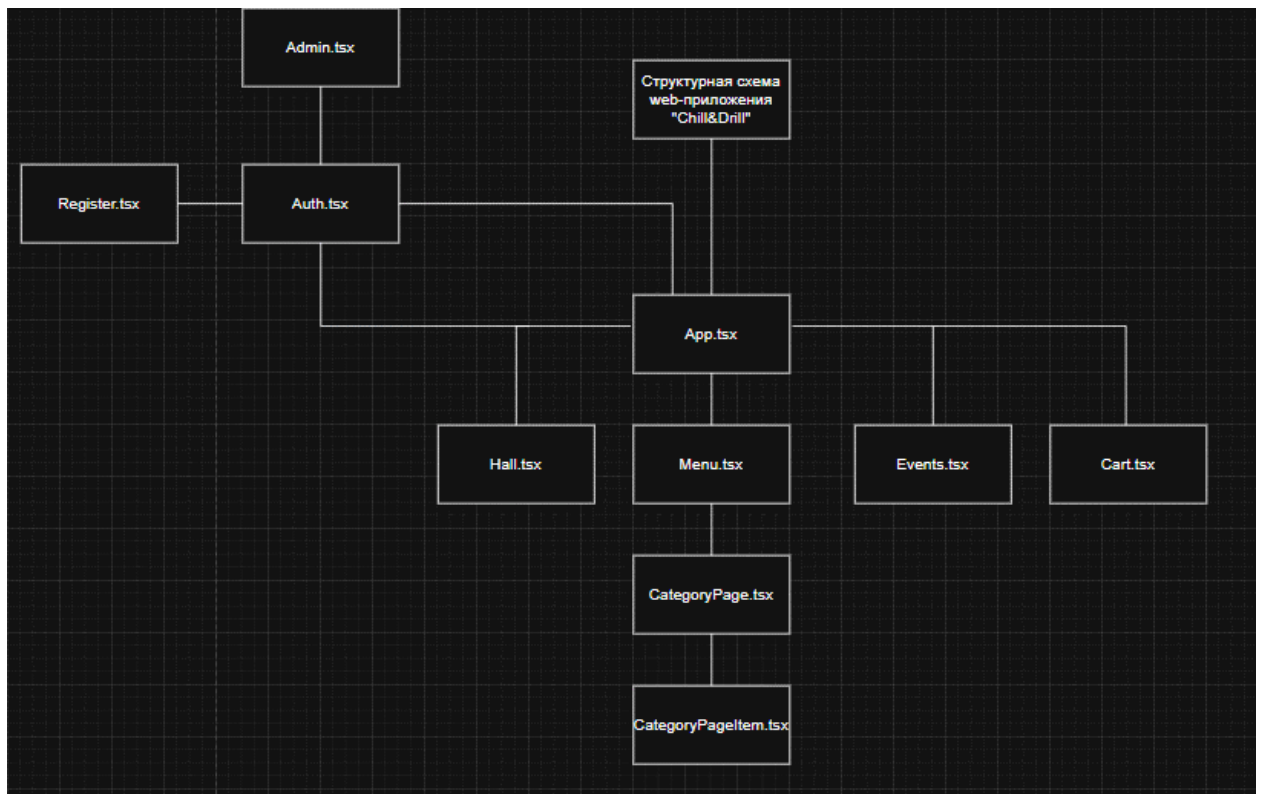 Admin.tsx
Структурная схема
web-приложения
"Chill&Drill"
Register.tsx
Auth.tsx
App.tsx
Hall.tsx
Menu.tsx
Events.tsx
Cart.tsx
CategoryPage.tsx
CategoryPageItem.tsx